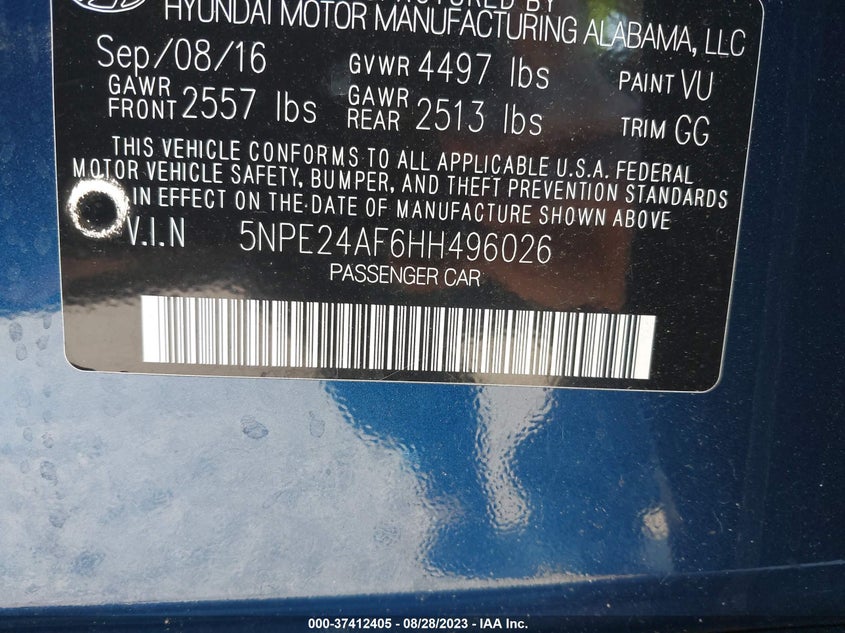 BY
HYUNDAI MOTOR MANUFACTURING ALABAMA, LLC
Sep/08/16 GVWR 4497 lbs PAINT VU
GAWR FRONT 2557 lbs GAWR REAR 2513 lbs TRIM GG
THIS VEHICLE CONFORMS TO ALL APPLICABLE U.S.A. FEDERAL
MOTOR VEHICLE SAFETY, BUMPER, AND THEFT PREVENTION STANDARDS
IN EFFECT ON THE DATE OF MANUFACTURE SHOWN ABOVE
V.I.N 5NPE24AF6HH496026
PASSENGER CAR
000-37412405 - 08/28/2023 - IAA Inc.